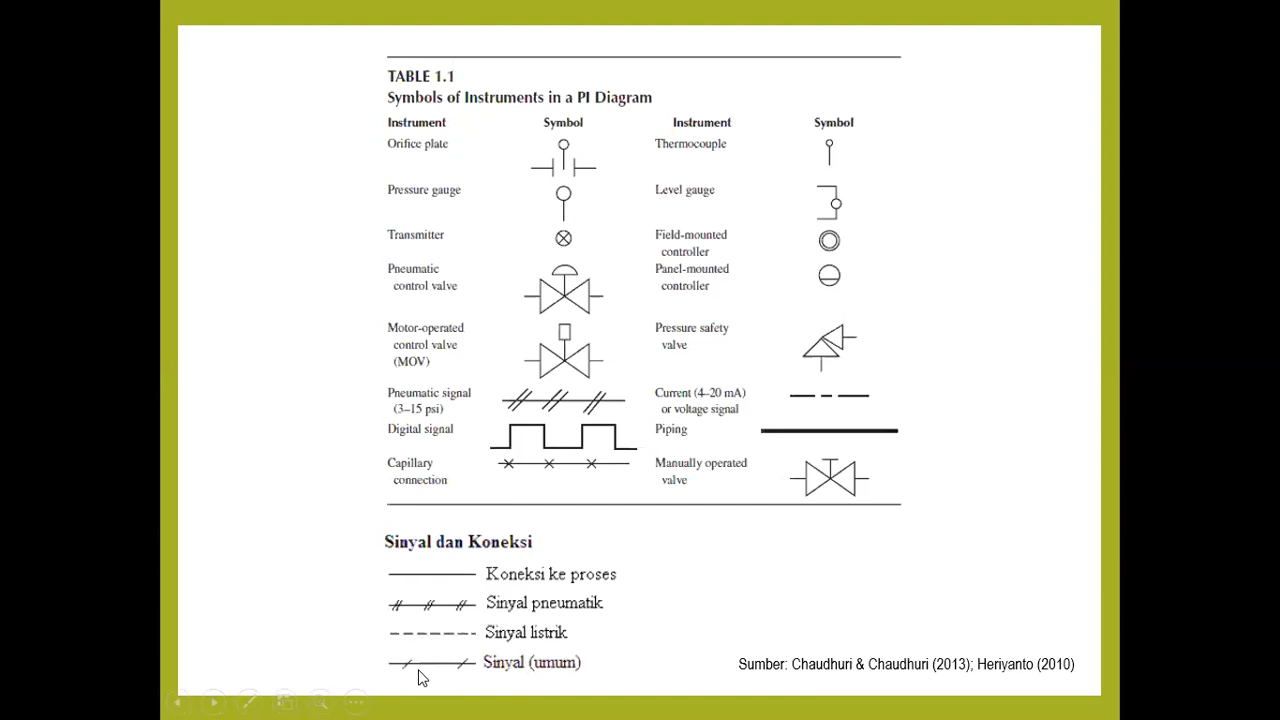 TABLE 1.1
Symbols of Instruments in a PI Diagram
Instrument Symbol Instrument Symbol
Orifice plate Thermocouple
Pressure gauge Level gauge
Transmitter Field-mounted
controller
Pneumatic Panel-mounted
control valve controller
Motor-operated Pressure safety
control valve valve
(MOV)
Pneumatic signal Current (4–20 mA)
(3–15 psi) or voltage signal
Digital signal Piping
Capillary Manually operated
connection valve
Sinyal dan Koneksi
Koneksi ke proses
Sinyal pneumatik
Sinyal listrik
Sinyal (umum)
Sumber: Chaudhuri & Chaudhuri (2013); Heriyanto (2010)